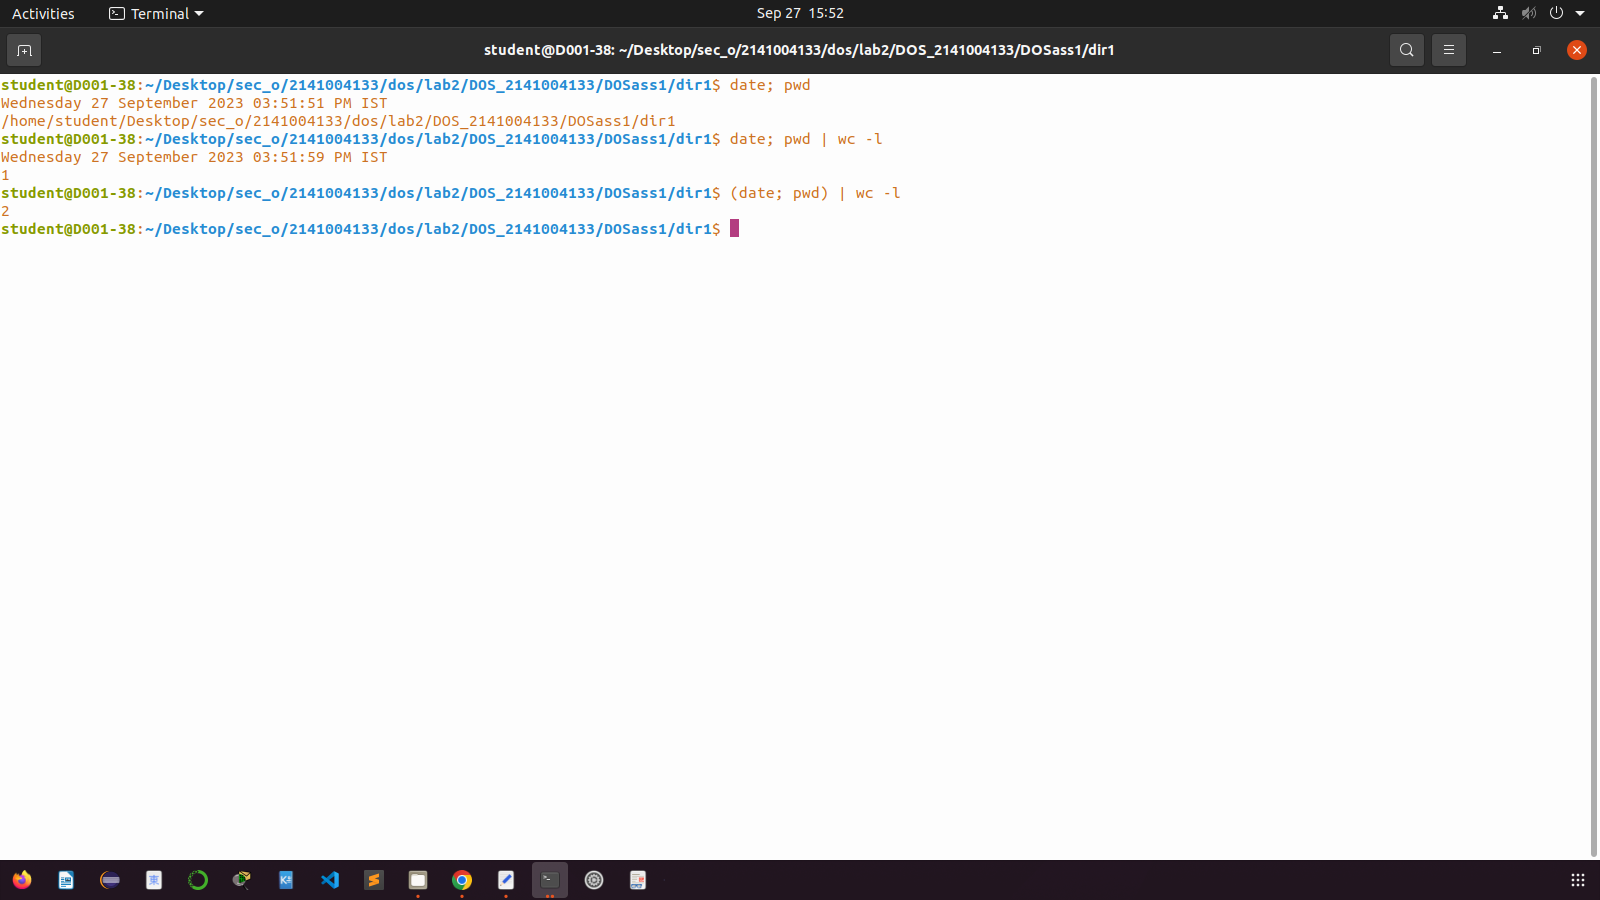 Activities Terminal Sep 27 15:52
student@D001-38: ~/Desktop/sec_o/2141004133/dos/lab2/DOS_2141004133/DOSass1/dir1
student@D001-38:~/Desktop/sec_o/2141004133/dos/lab2/DOS_2141004133/DOSass1/dir1$ date; pwd
Wednesday 27 September 2023 03:51:51 PM IST
/home/student/Desktop/sec_o/2141004133/dos/lab2/DOS_2141004133/DOSass1/dir1
student@D001-38:~/Desktop/sec_o/2141004133/dos/lab2/DOS_2141004133/DOSass1/dir1$ date; pwd | wc -l
Wednesday 27 September 2023 03:51:59 PM IST
1
student@D001-38:~/Desktop/sec_o/2141004133/dos/lab2/DOS_2141004133/DOSass1/dir1$ (date; pwd) | wc -l
2
student@D001-38:~/Desktop/sec_o/2141004133/dos/lab2/DOS_2141004133/DOSass1/dir1$